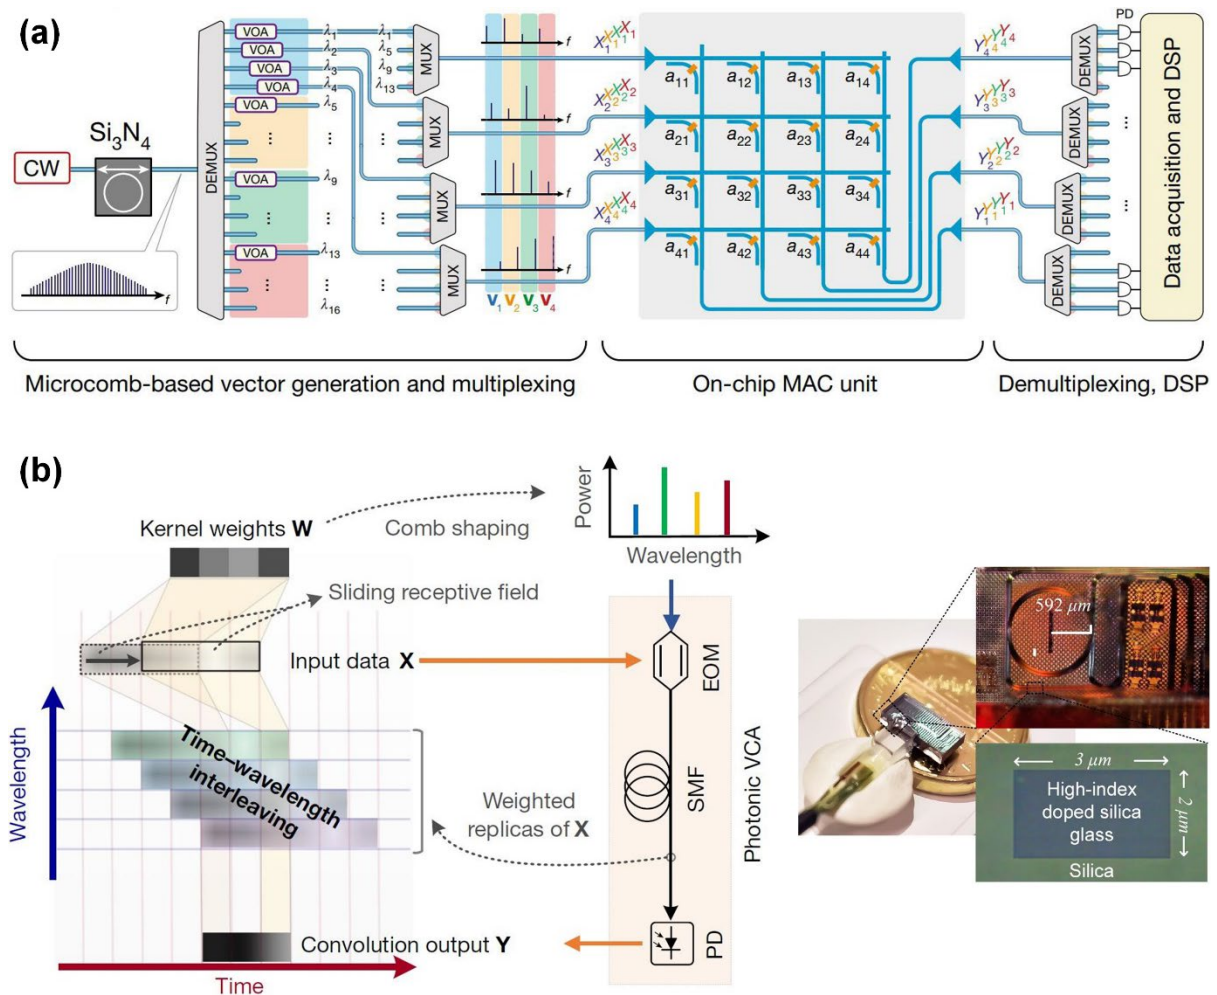 (a)
CW
Si3N4
f
DEMUX
VOA
VOA
VOA
VOA
VOA
VOA
VOA
λ1
λ2
λ3
λ4
λ5
λ9
λ13
λ16
...
...
...
λ1
λ5
λ9
λ13
...
...
...
MUX
MUX
MUX
MUX
f
f
f
f
V1 V2 V3 V4
X1 X1 X1 X1
X2 X2 X2 X2
X3 X3 X3 X3
X4 X4 X4 X4
a11 a12 a13 a14
a21 a22 a23 a24
a31 a32 a33 a34
a41 a42 a43 a44
Y4 Y4 Y4 Y4
Y3 Y3 Y3 Y3
Y2 Y2 Y2 Y2
Y1 Y1 Y1 Y1
DEMUX
DEMUX
DEMUX
DEMUX
PD
...
...
Data acquisition and DSP
Microcomb-based vector generation and multiplexing
On-chip MAC unit
Demultiplexing, DSP
(b)
Kernel weights W
Comb shaping
Power
Wavelength
Sliding receptive field
Input data X
Wavelength
Time–wavelength
interleaving
Weighted
replicas of X
Convolution output Y
Time
EOM
SMF
PD
Photonic VCA
592 μm
3 μm
2 μm
High-index
doped silica
glass
Silica